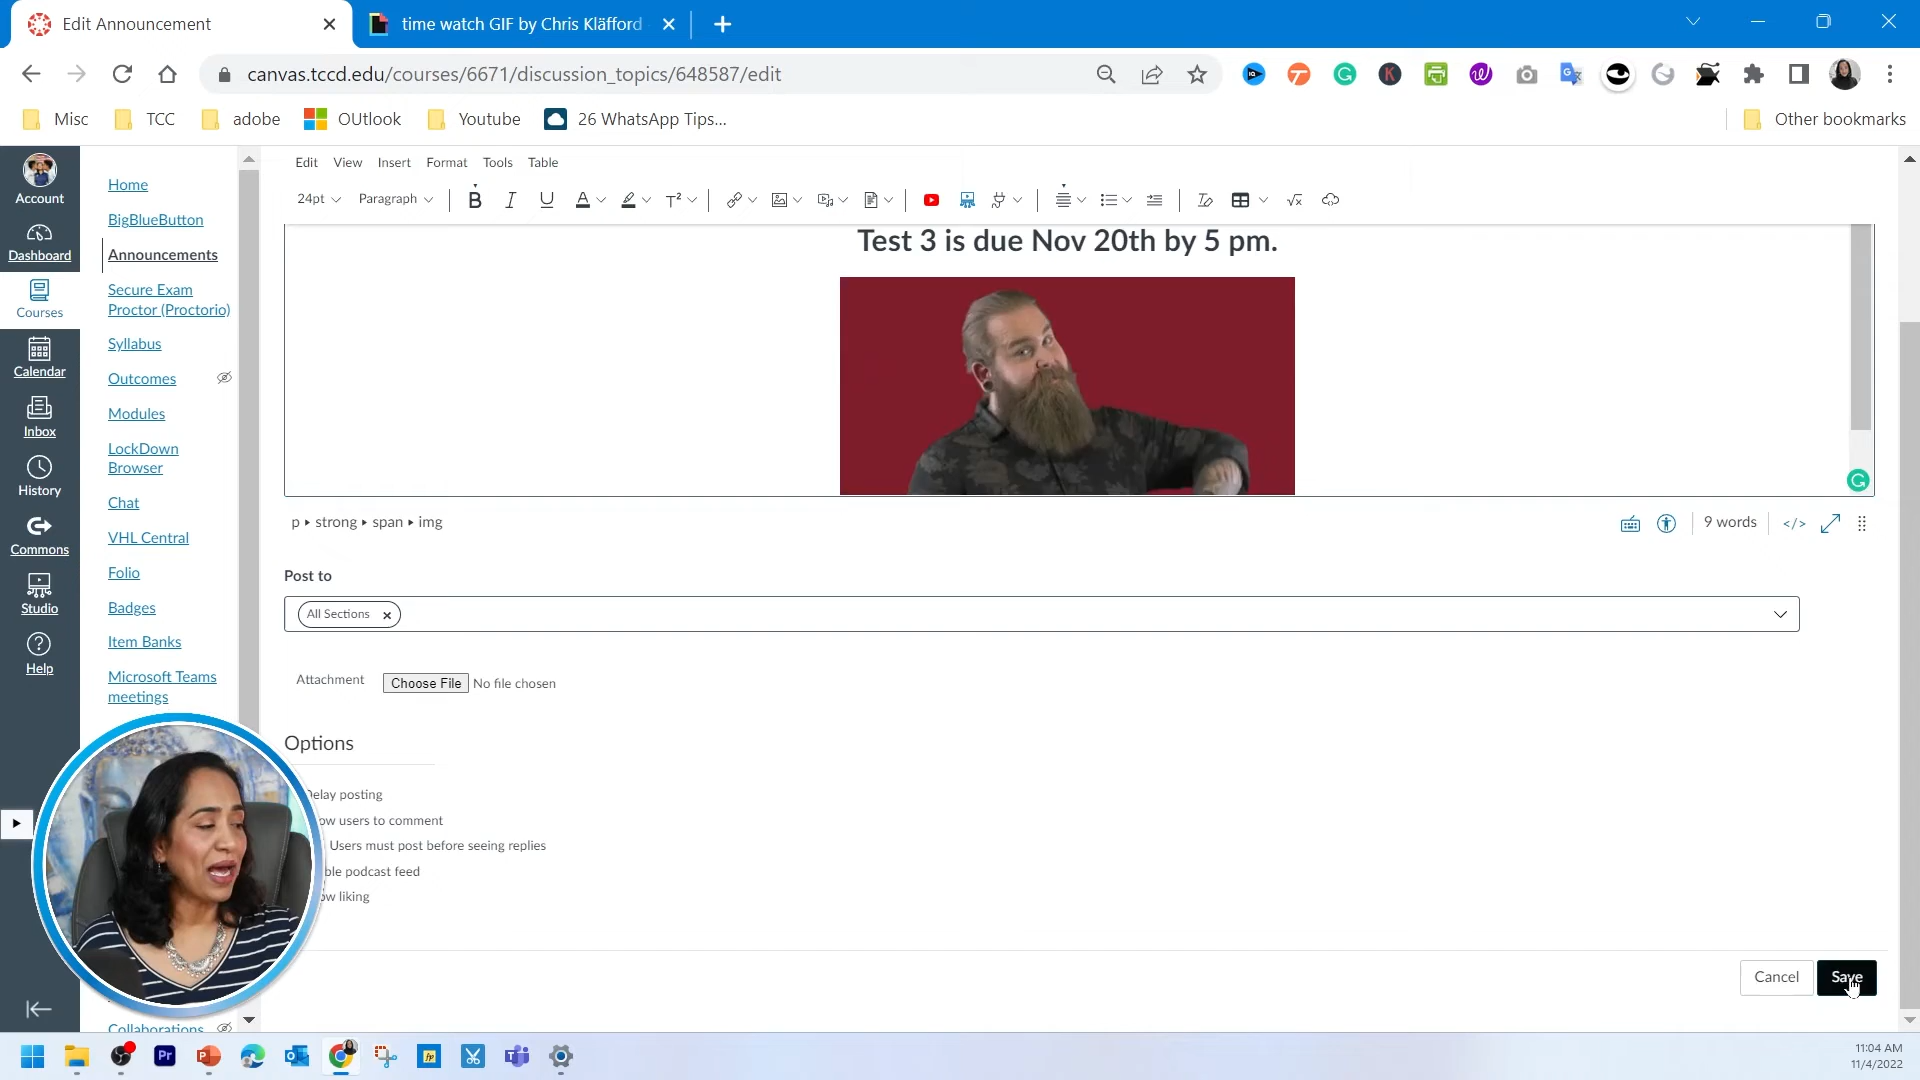 Edit Announcement
time watch GIF by Chris Kläfford
canvas.tccd.edu/courses/6671/discussion_topics/648587/edit
Misc
TCC
adobe
OUtlook
Youtube
26 WhatsApp Tips...
Other bookmarks
Account
Dashboard
Courses
Calendar
Inbox
History
Commons
Studio
Help
Home
BigBlueButton
Announcements
Secure Exam
Proctor (Proctorio)
Syllabus
Outcomes
Modules
LockDown
Browser
Chat
VHL Central
Folio
Badges
Item Banks
Microsoft Teams
meetings
Collaborations
Edit View Insert Format Tools Table
24pt Paragraph
Test 3 is due Nov 20th by 5 pm.
p ▸ strong ▸ span ▸ img
9 words
</>
Post to
All Sections
Attachment
Choose File No file chosen
Options
elay posting
ow users to comment
Users must post before seeing replies
ble podcast feed
ow liking
Cancel
Save
11:04 AM
11/4/2022